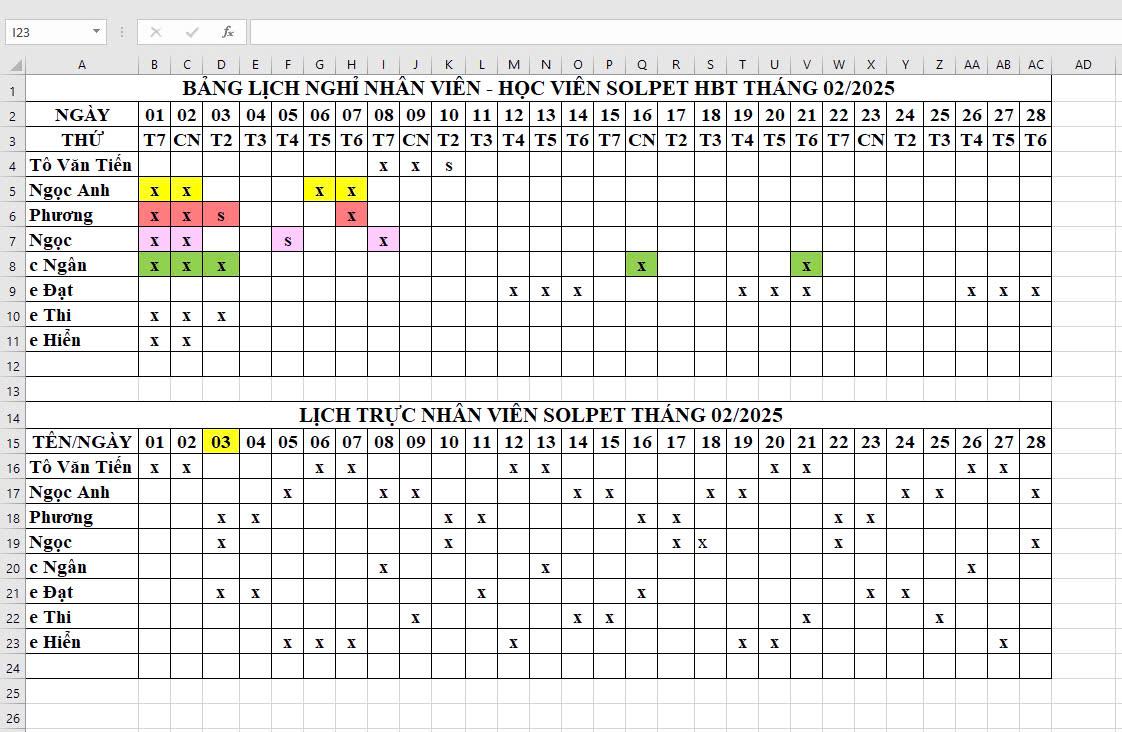 I23
fx
A B C D E F G H I J K L M N O P Q R S T U V W X Y Z AA AB AC AD
1 BẢNG LỊCH NGHỈ NHÂN VIÊN - HỌC VIÊN SOLPET HBT THÁNG 02/2025
2 NGÀY 01 02 03 04 05 06 07 08 09 10 11 12 13 14 15 16 17 18 19 20 21 22 23 24 25 26 27 28
3 THỨ T7 CN T2 T3 T4 T5 T6 T7 CN T2 T3 T4 T5 T6 T7 CN T2 T3 T4 T5 T6 T7 CN T2 T3 T4 T5 T6
4 Tô Văn Tiến x x s
5 Ngọc Anh x x x x
6 Phương x x s x
7 Ngọc x x s x
8 c Ngân x x x x x
9 e Đạt x x x x x x x x x
10 e Thi x x x
11 e Hiển x x
12
13
14 LỊCH TRỰC NHÂN VIÊN SOLPET THÁNG 02/2025
15 TÊN/NGÀY 01 02 03 04 05 06 07 08 09 10 11 12 13 14 15 16 17 18 19 20 21 22 23 24 25 26 27 28
16 Tô Văn Tiến x x x x x x x x x x
17 Ngọc Anh x x x x x x x x x x
18 Phương x x x x x x x x
19 Ngọc x x x x x x
20 c Ngân x x x
21 e Đạt x x x x x x
22 e Thi x x x x x
23 e Hiển x x x x x x x
24
25
26